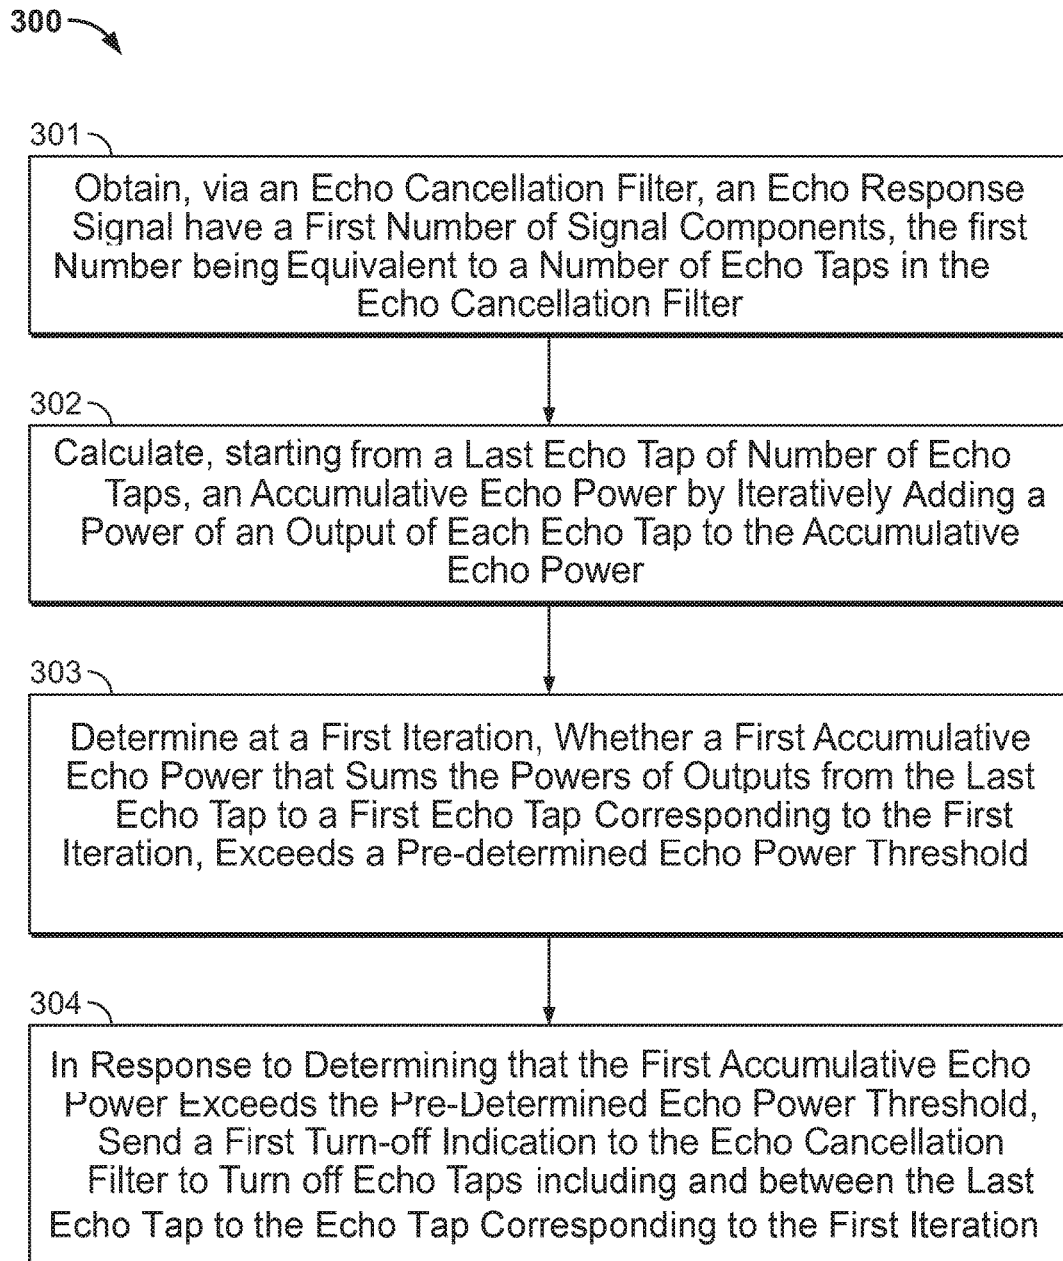 300
301
Obtain, via an Echo Cancellation Filter, an Echo Response
Signal have a First Number of Signal Components, the first
Number being Equivalent to a Number of Echo Taps in the
Echo Cancellation Filter
302
Calculate, starting from a Last Echo Tap of Number of Echo
Taps, an Accumulative Echo Power by Iteratively Adding a
Power of an Output of Each Echo Tap to the Accumulative
Echo Power
303
Determine at a First Iteration, Whether a First Accumulative
Echo Power that Sums the Powers of Outputs from the Last
Echo Tap to a First Echo Tap Corresponding to the First
Iteration, Exceeds a Pre-determined Echo Power Threshold
304
In Response to Determining that the First Accumulative Echo
Power Exceeds the Pre-Determined Echo Power Threshold,
Send a First Turn-off Indication to the Echo Cancellation
Filter to Turn off Echo Taps including and between the Last
Echo Tap to the Echo Tap Corresponding to the First Iteration